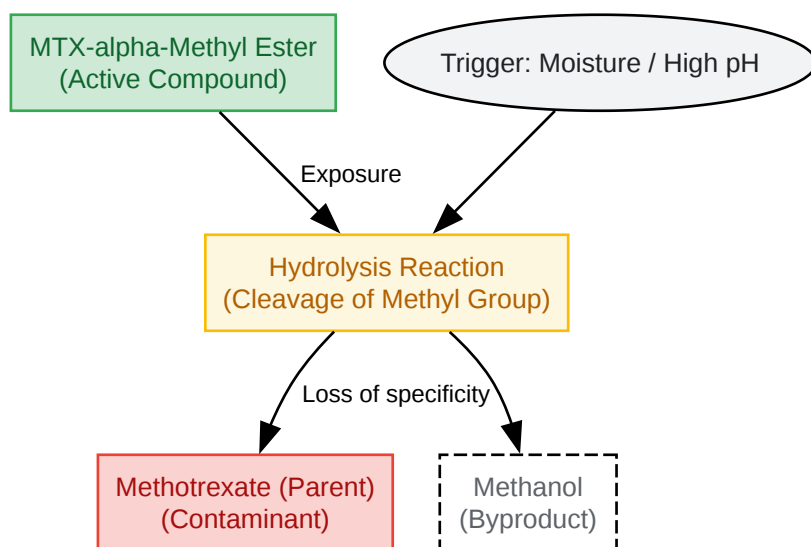 MTX-alpha-Methyl Ester
(Active Compound)
Trigger: Moisture / High pH
Exposure
Hydrolysis Reaction
(Cleavage of Methyl Group)
Loss of specificity
Methotrexate (Parent)
(Contaminant)
Methanol
(Byproduct)